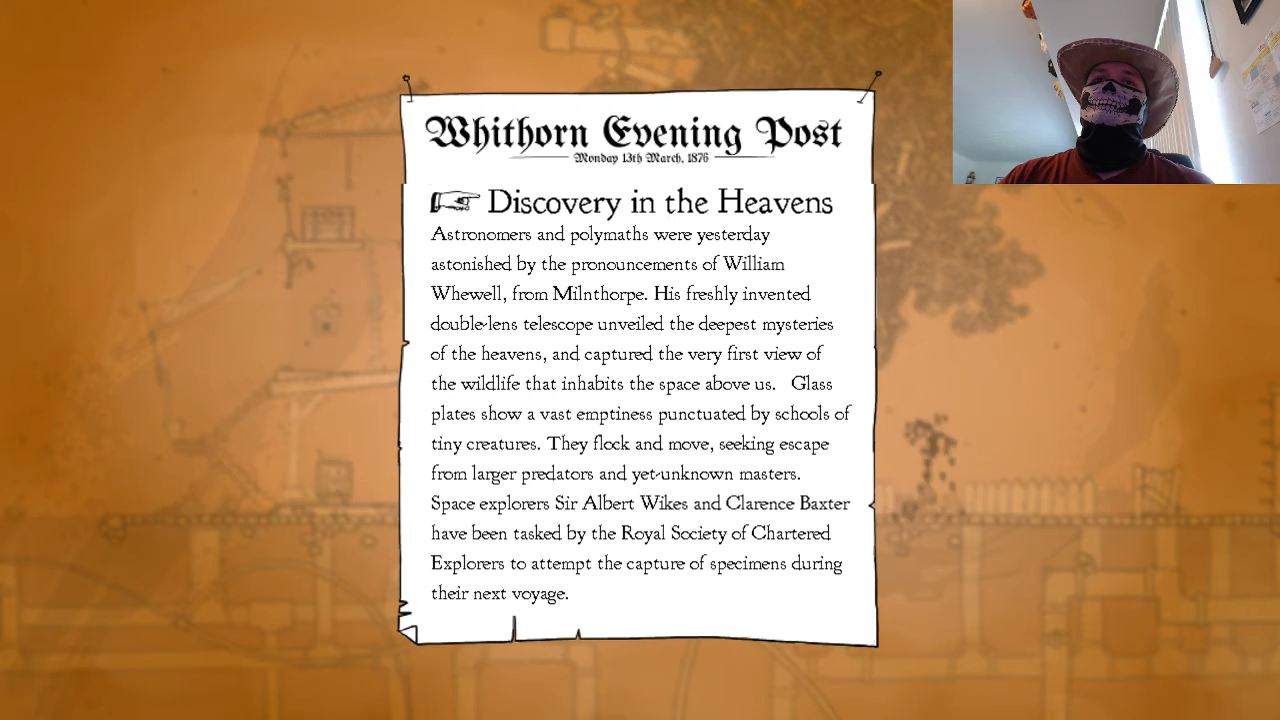 Whithorn Evening Post
Monday 13th March, 1876
Discovery in the Heavens
Astronomers and polymaths were yesterday
astonished by the pronouncements of William
Whewell, from Milnthorpe. His freshly invented
double-lens telescope unveiled the deepest mysteries
of the heavens, and captured the very first view of
the wildlife that inhabits the space above us. Glass
plates show a vast emptiness punctuated by schools of
tiny creatures. They flock and move, seeking escape
from larger predators and yet-unknown masters.
Space explorers Sir Albert Wikes and Clarence Baxter
have been tasked by the Royal Society of Chartered
Explorers to attempt the capture of specimens during
their next voyage.